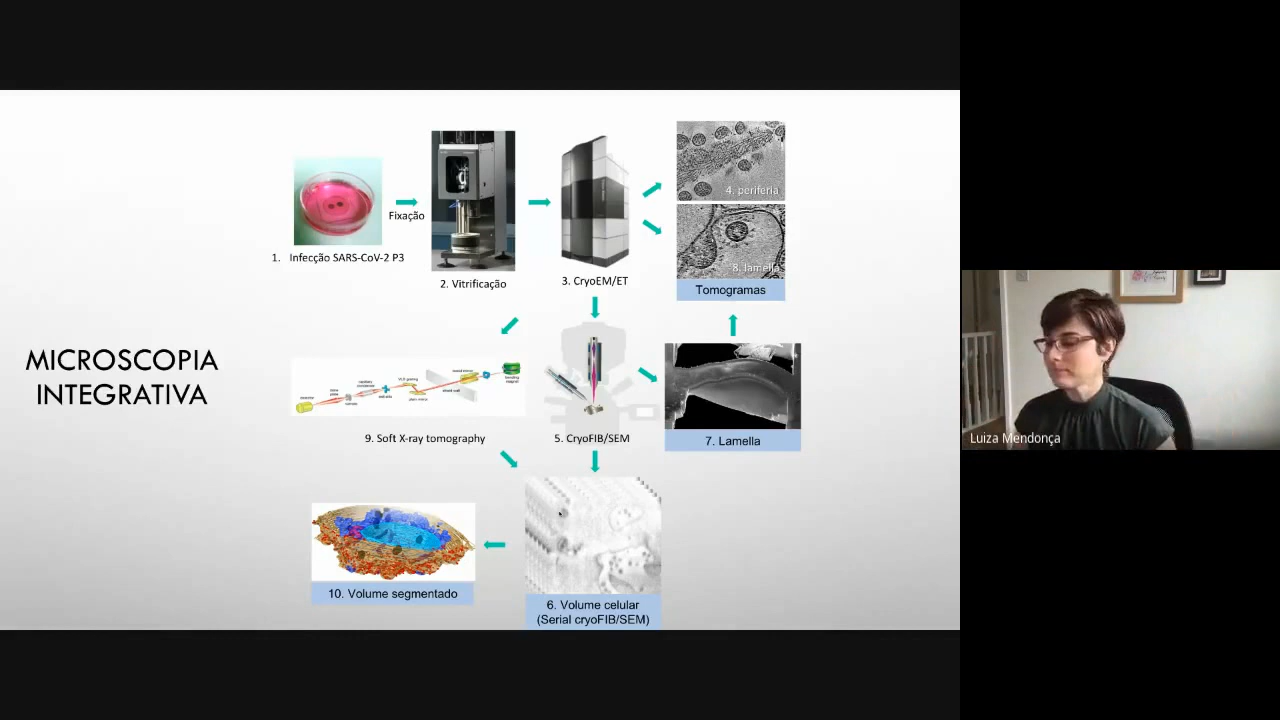 MICROSCOPIA
INTEGRATIVA
1. Infecção SARS-CoV-2 P3
Fixação
2. Vitrificação
3. CryoEM/ET
4. periferia
8. lamella
Tomogramas
9. Soft X-ray tomography
5. CryoFIB/SEM
7. Lamella
10. Volume segmentado
6. Volume celular
(Serial cryoFIB/SEM)
Luiza Mendonça